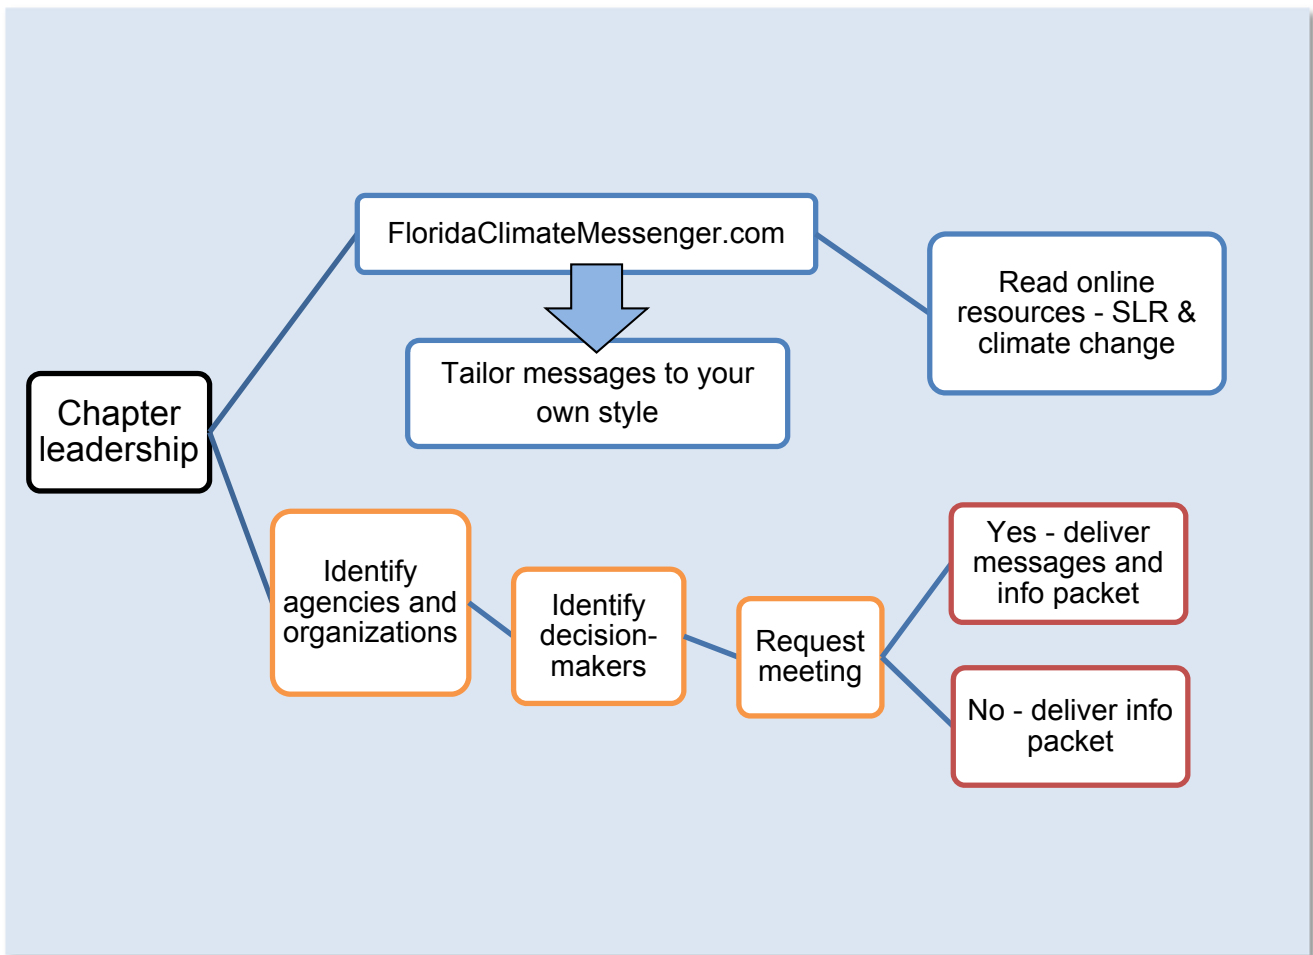 FloridaClimateMessenger.com
Read online
resources - SLR &
climate change
Tailor messages to your
own style
Chapter
leadership
Identify
agencies and
organizations
Identify
decision-
makers
Request
meeting
Yes - deliver
messages and
info packet
No - deliver info
packet